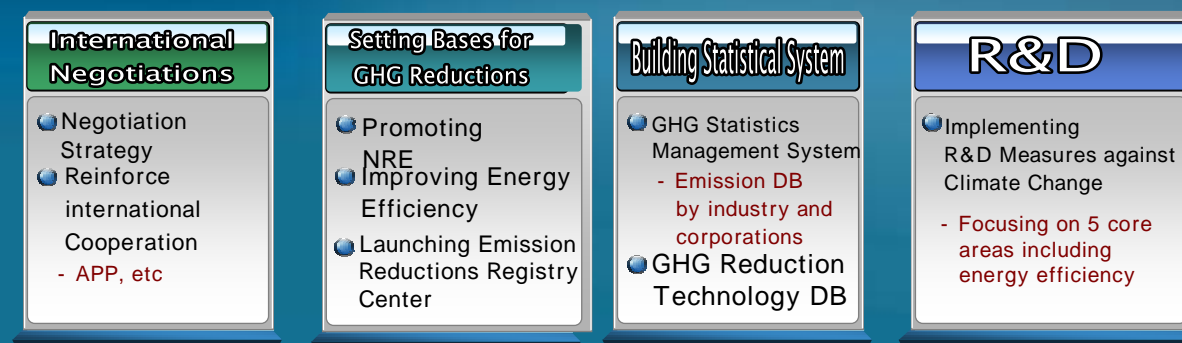 International
Negotiations
Negotiation
Strategy
Reinforce
international
Cooperation
- APP, etc
Setting Bases for
GHG Reductions
Promoting
NRE
Improving Energy
Efficiency
Launching Emission
Reductions Registry
Center
Building Statistical System
GHG Statistics
Management System
- Emission DB
by industry and
corporations
GHG Reduction
Technology DB
R&D
Implementing
R&D Measures against
Climate Change
- Focusing on 5 core
areas including
energy efficiency